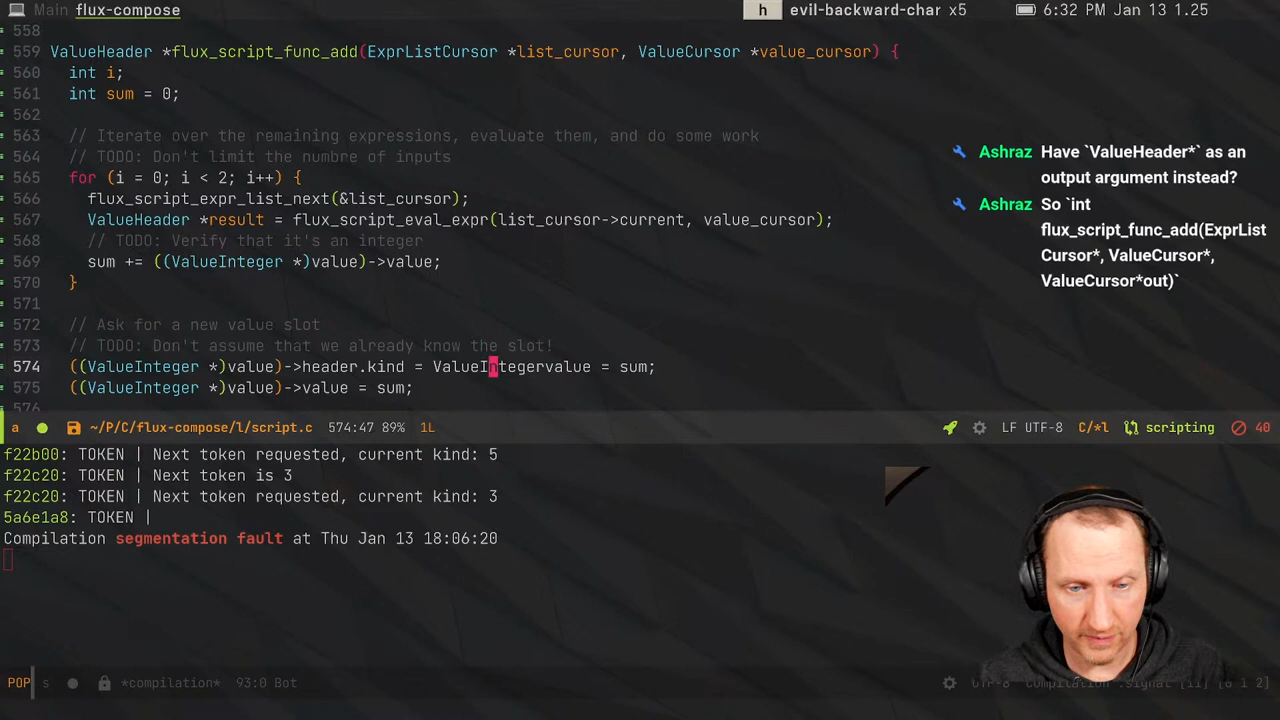 Main flux-compose h evil-backward-char x5 6:32 PM Jan 13 1.25
558
559 ValueHeader *flux_script_func_add(ExprListCursor *list_cursor, ValueCursor *value_cursor) {
560 int i;
561 int sum = 0;
562
563 // Iterate over the remaining expressions, evaluate them, and do some work
564 // TODO: Don't limit the numbre of inputs
565 for (i = 0; i < 2; i++) {
566 flux_script_expr_list_next(&list_cursor);
567 ValueHeader *result = flux_script_eval_expr(list_cursor->current, value_cursor);
568 // TODO: Verify that it's an integer
569 sum += ((ValueInteger *)value)->value;
570 }
571
572 // Ask for a new value slot
573 // TODO: Don't assume that we already know the slot!
574 ((ValueInteger *)value)->header.kind = ValueIntegervalue = sum;
575 ((ValueInteger *)value)->value = sum;
576
Ashraz Have `ValueHeader*` as an
output argument instead?
Ashraz So `int
flux_script_func_add(ExprList
Cursor*, ValueCursor*,
ValueCursor*out)`
a ~/P/C/flux-compose/l/script.c 574:47 89% 1L LF UTF-8 C/*l scripting 40
f22b00: TOKEN | Next token requested, current kind: 5
f22c20: TOKEN | Next token is 3
f22c20: TOKEN | Next token requested, current kind: 3
5a6e1a8: TOKEN |
Compilation segmentation fault at Thu Jan 13 18:06:20
POP s *compilation* 93:0 Bot